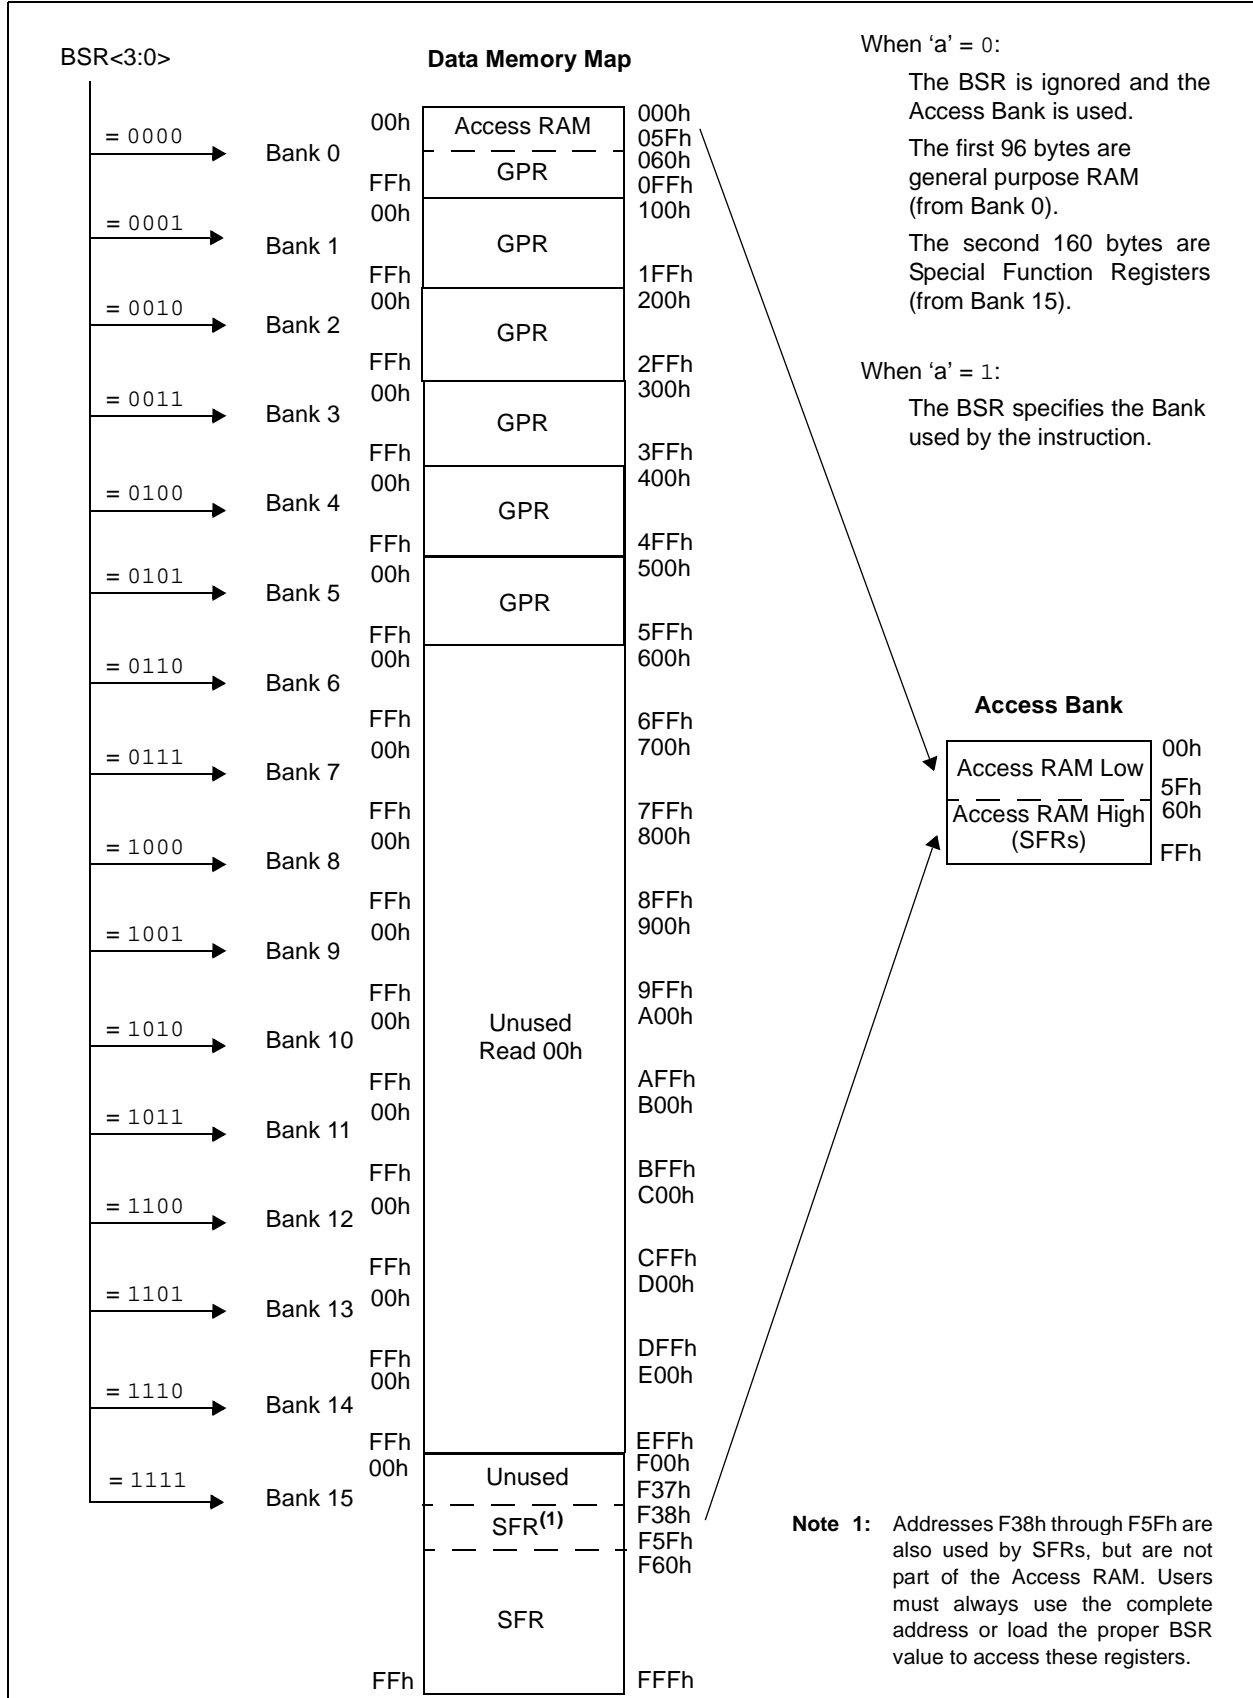 BSR<3:0>
Data Memory Map
When ‘a’ = 0:
The BSR is ignored and the
Access Bank is used.
The first 96 bytes are
general purpose RAM
(from Bank 0).
The second 160 bytes are
Special Function Registers
(from Bank 15).
When ‘a’ = 1:
The BSR specifies the Bank
used by the instruction.
= 0000
Bank 0
00h
Access RAM
000h
05Fh
060h
GPR
FFh
0FFh
= 0001
Bank 1
00h
100h
GPR
FFh
1FFh
= 0010
Bank 2
00h
200h
GPR
FFh
2FFh
= 0011
Bank 3
00h
300h
GPR
FFh
3FFh
= 0100
Bank 4
00h
400h
GPR
FFh
4FFh
= 0101
Bank 5
00h
500h
GPR
FFh
5FFh
= 0110
Bank 6
00h
600h
FFh
6FFh
= 0111
Bank 7
00h
700h
FFh
7FFh
= 1000
Bank 8
00h
800h
FFh
8FFh
= 1001
Bank 9
00h
900h
FFh
9FFh
= 1010
Bank 10
00h
A00h
Unused
Read 00h
FFh
AFFh
= 1011
Bank 11
00h
B00h
FFh
BFFh
= 1100
Bank 12
00h
C00h
FFh
CFFh
= 1101
Bank 13
00h
D00h
FFh
DFFh
= 1110
Bank 14
00h
E00h
FFh
EFFh
= 1111
Bank 15
00h
F00h
Unused
F37h
F38h
SFR(1)
F5Fh
F60h
SFR
FFh
FFFh
Access Bank
Access RAM Low
00h
5Fh
Access RAM High
(SFRs)
60h
FFh
Note 1: Addresses F38h through F5Fh are
also used by SFRs, but are not
part of the Access RAM. Users
must always use the complete
address or load the proper BSR
value to access these registers.